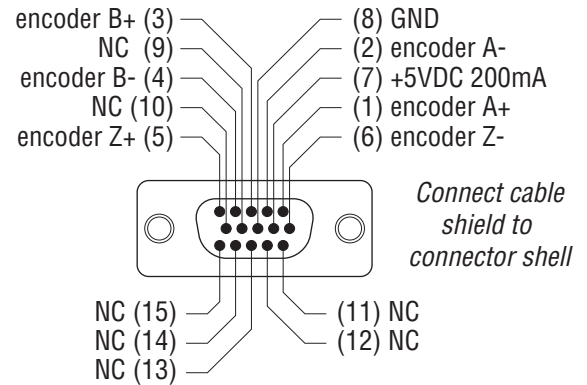 encoder B+ (3)
NC (9)
encoder B- (4)
NC (10)
encoder Z+ (5)
(8) GND
(2) encoder A-
(7) +5VDC 200mA
(1) encoder A+
(6) encoder Z-
Connect cable
shield to
connector shell
NC (15)
NC (14)
NC (13)
(11) NC
(12) NC